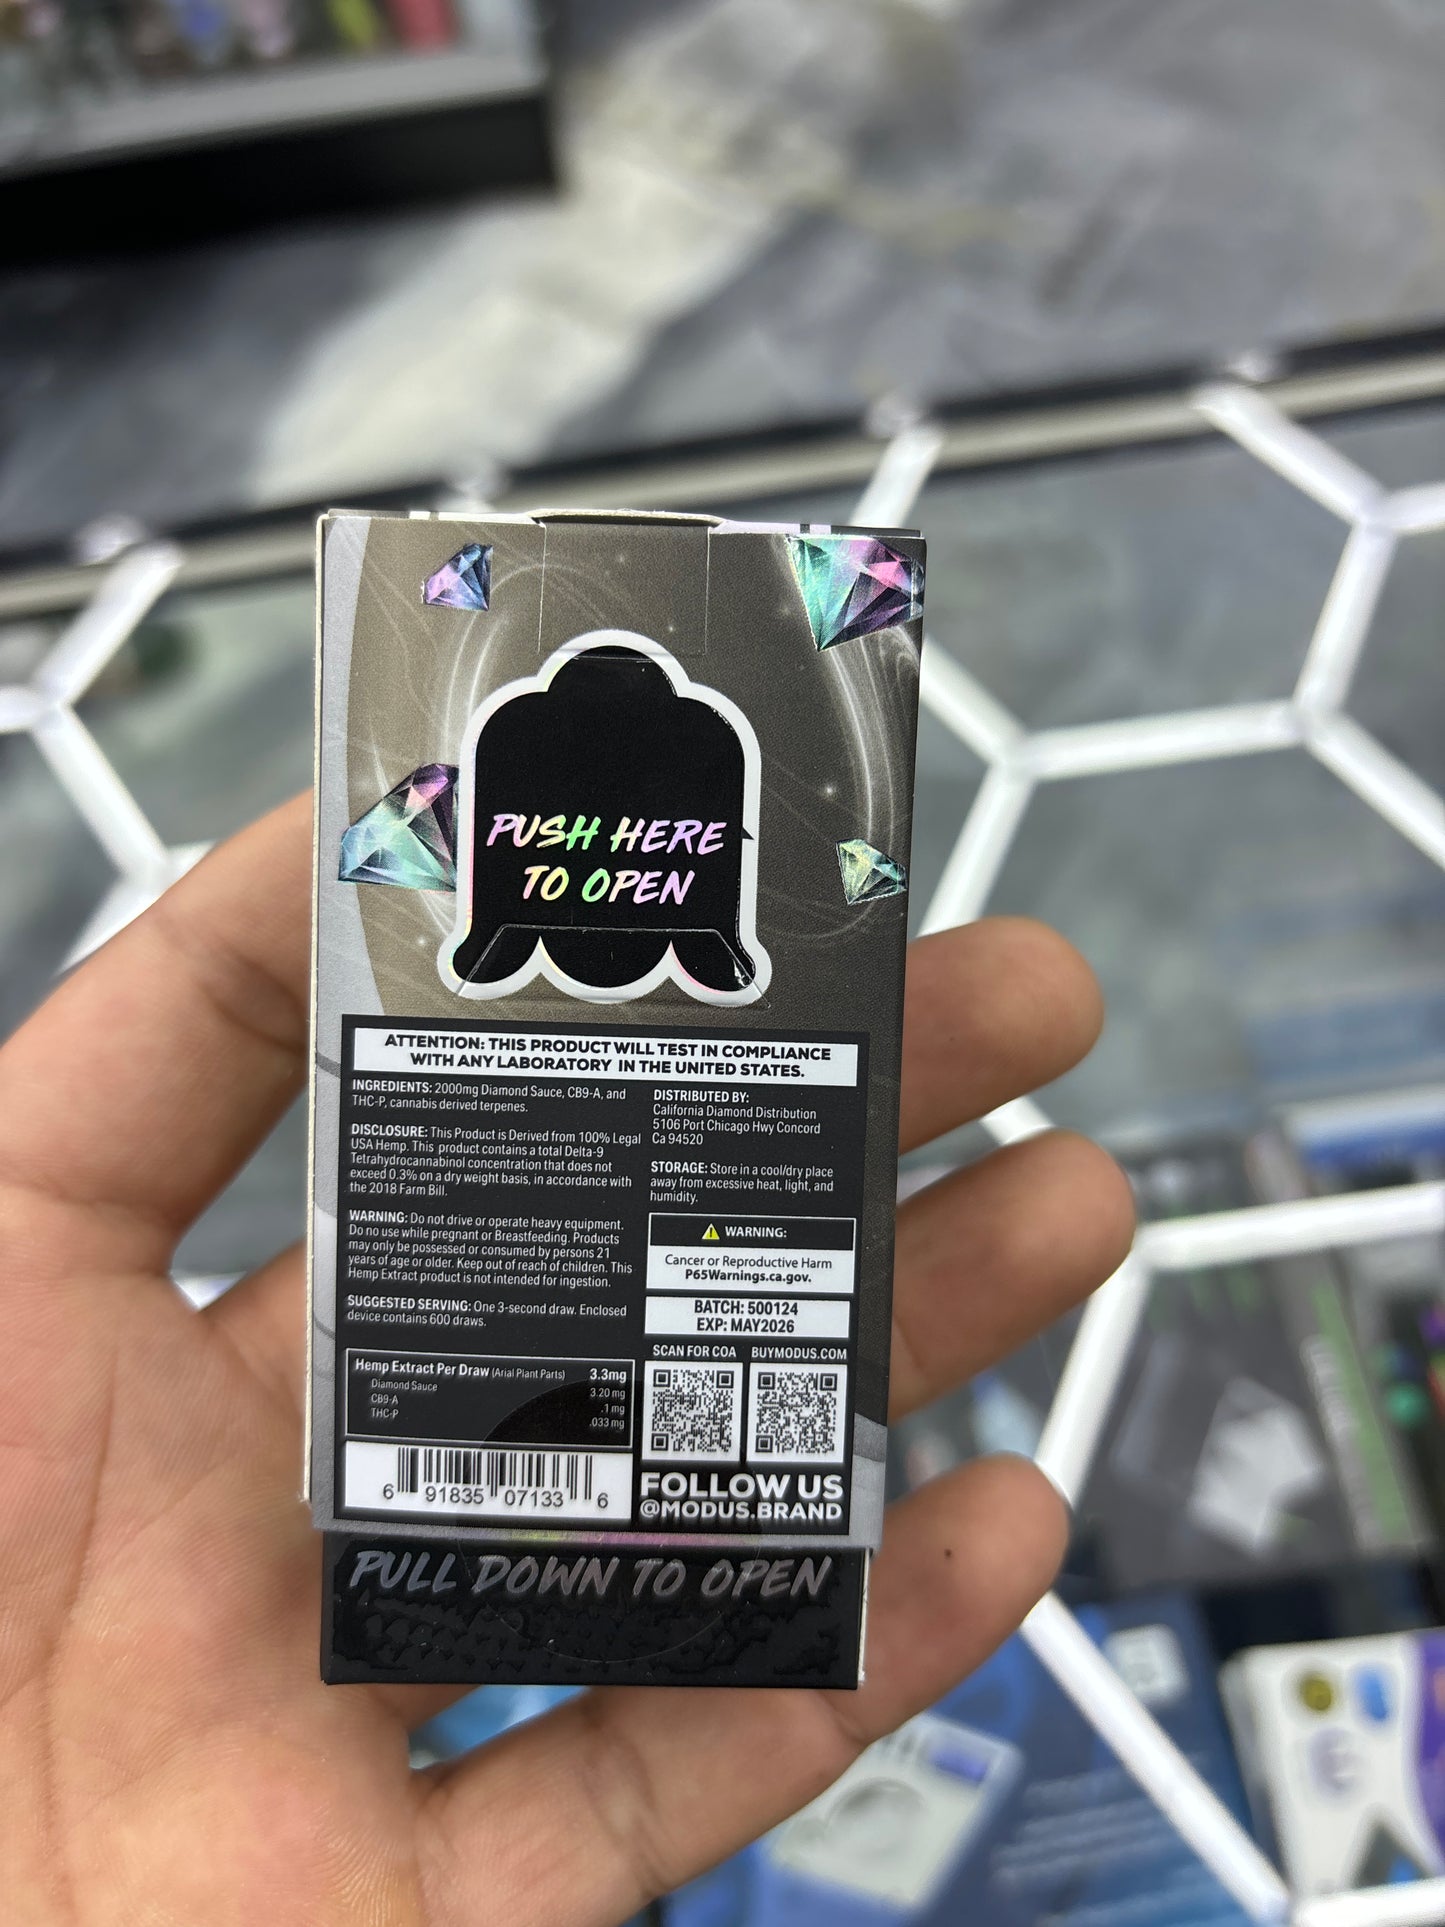 PUSH HERE
TO OPEN
ATTENTION: THIS PRODUCT WILL TEST IN COMPLIANCE
WITH ANY LABORATORY IN THE UNITED STATES.
INGREDIENTS: 2000mg Diamond Sauce, CB9-A, and
THC-P, cannabis derived terpenes.
DISCLOSURE: This Product is Derived from 100% Legal
USA Hemp. This product contains a total Delta-9
Tetrahydrocannabinol concentration that does not
exceed 0.3% on a dry weight basis, in accordance with
the 2018 Farm Bill.
WARNING: Do not drive or operate heavy equipment.
Do no use while pregnant or Breastfeeding. Products
may only be possessed or consumed by persons 21
years of age or older. Keep out of reach of children. This
Hemp Extract product is not intended for ingestion.
SUGGESTED SERVING: One 3-second draw. Enclosed
device contains 600 draws.
Hemp Extract Per Draw (Arial Plant Parts) 3.3mg
Diamond Sauce 3.20 mg
CB9-A .1 mg
THC-P .033 mg
6 91835 07133 6
DISTRIBUTED BY:
California Diamond Distribution
5106 Port Chicago Hwy Concord
Ca 94520
STORAGE: Store in a cool/dry place
away from excessive heat, light, and
humidity.
WARNING:
Cancer or Reproductive Harm
P65Warnings.ca.gov.
BATCH: 500124
EXP: MAY2026
SCAN FOR COA BUYMODUS.COM
FOLLOW US
@MODUS.BRAND
PULL DOWN TO OPEN